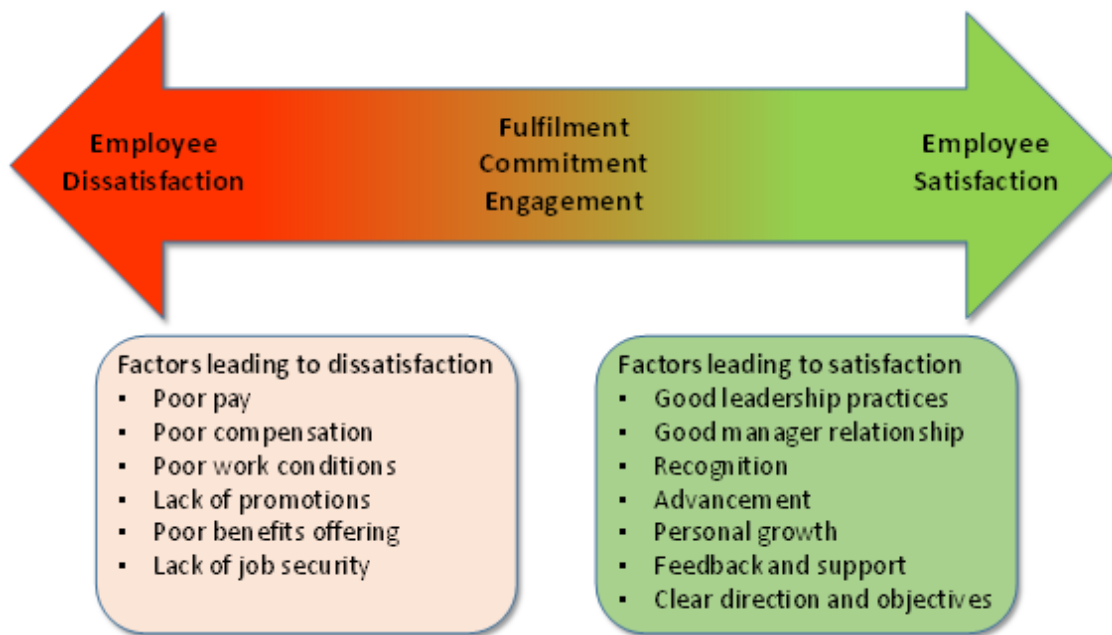 Employee
Dissatisfaction
Fulfilment
Commitment
Engagement
Employee
Satisfaction
Factors leading to dissatisfaction
▪ Poor pay
▪ Poor compensation
▪ Poor work conditions
▪ Lack of promotions
▪ Poor benefits offering
▪ Lack of job security
Factors leading to satisfaction
▪ Good leadership practices
▪ Good manager relationship
▪ Recognition
▪ Advancement
▪ Personal growth
▪ Feedback and support
▪ Clear direction and objectives